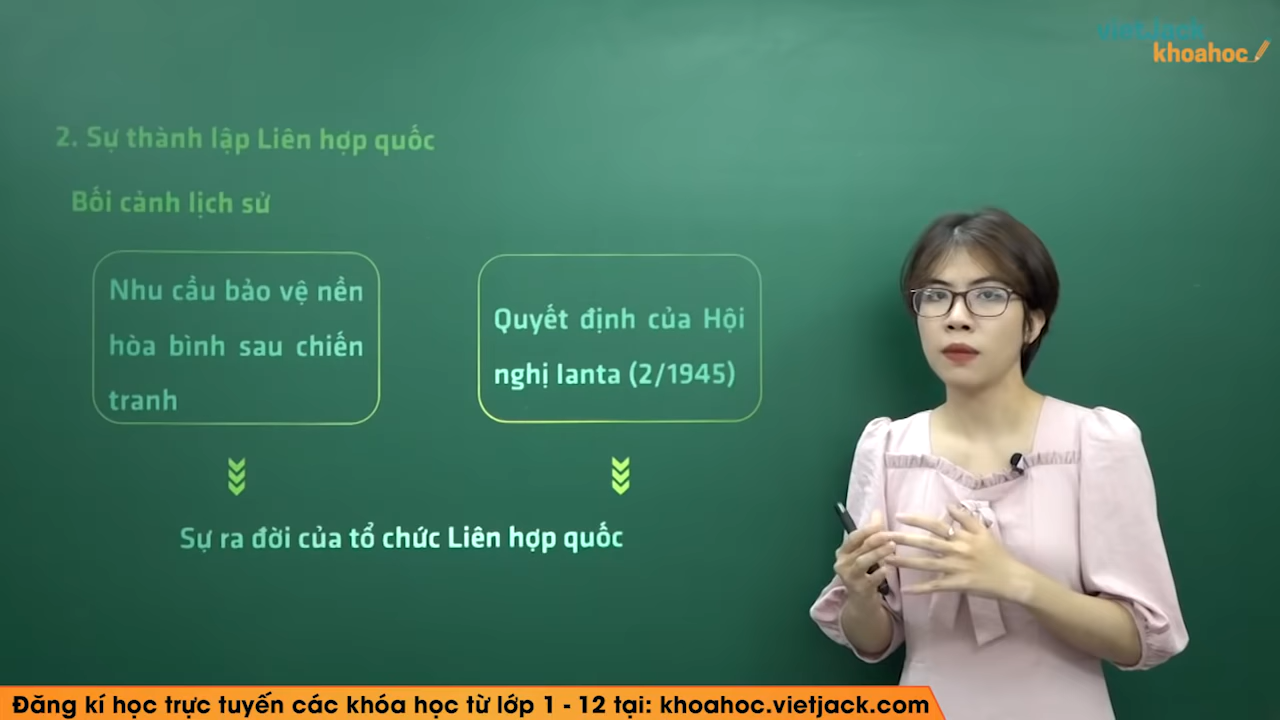 vietJack
khoahoc
2. Sự thành lập Liên hợp quốc
Bối cảnh lịch sử
Nhu cầu bảo vệ nền
hòa bình sau chiến
tranh
Quyết định của Hội
nghị Ianta (2/1945)
Sự ra đời của tổ chức Liên hợp quốc
Đăng kí học trực tuyến các khóa học từ lớp 1 - 12 tại: khoahoc.vietjack.com